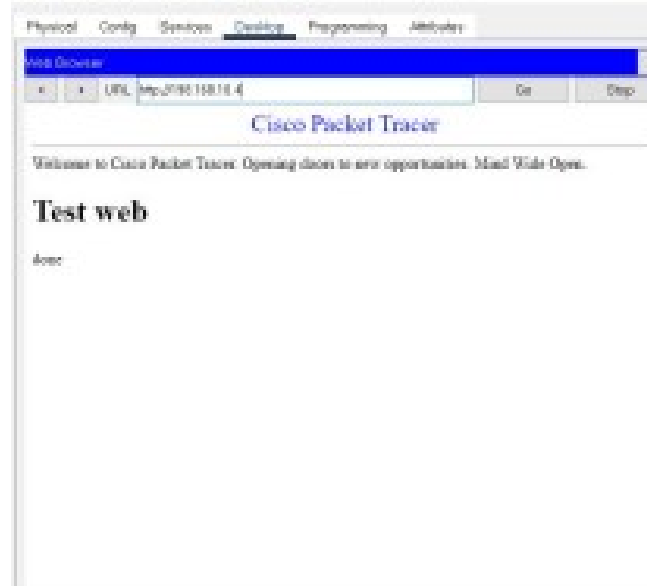 Physical Config Services Desktop Programming Attributes
Web Browser
< > URL Go Stop
Cisco Packet Tracer
Welcome to Cisco Packet Tracer. Opening doors to new opportunities. Mind Wide Open.
Test web
done